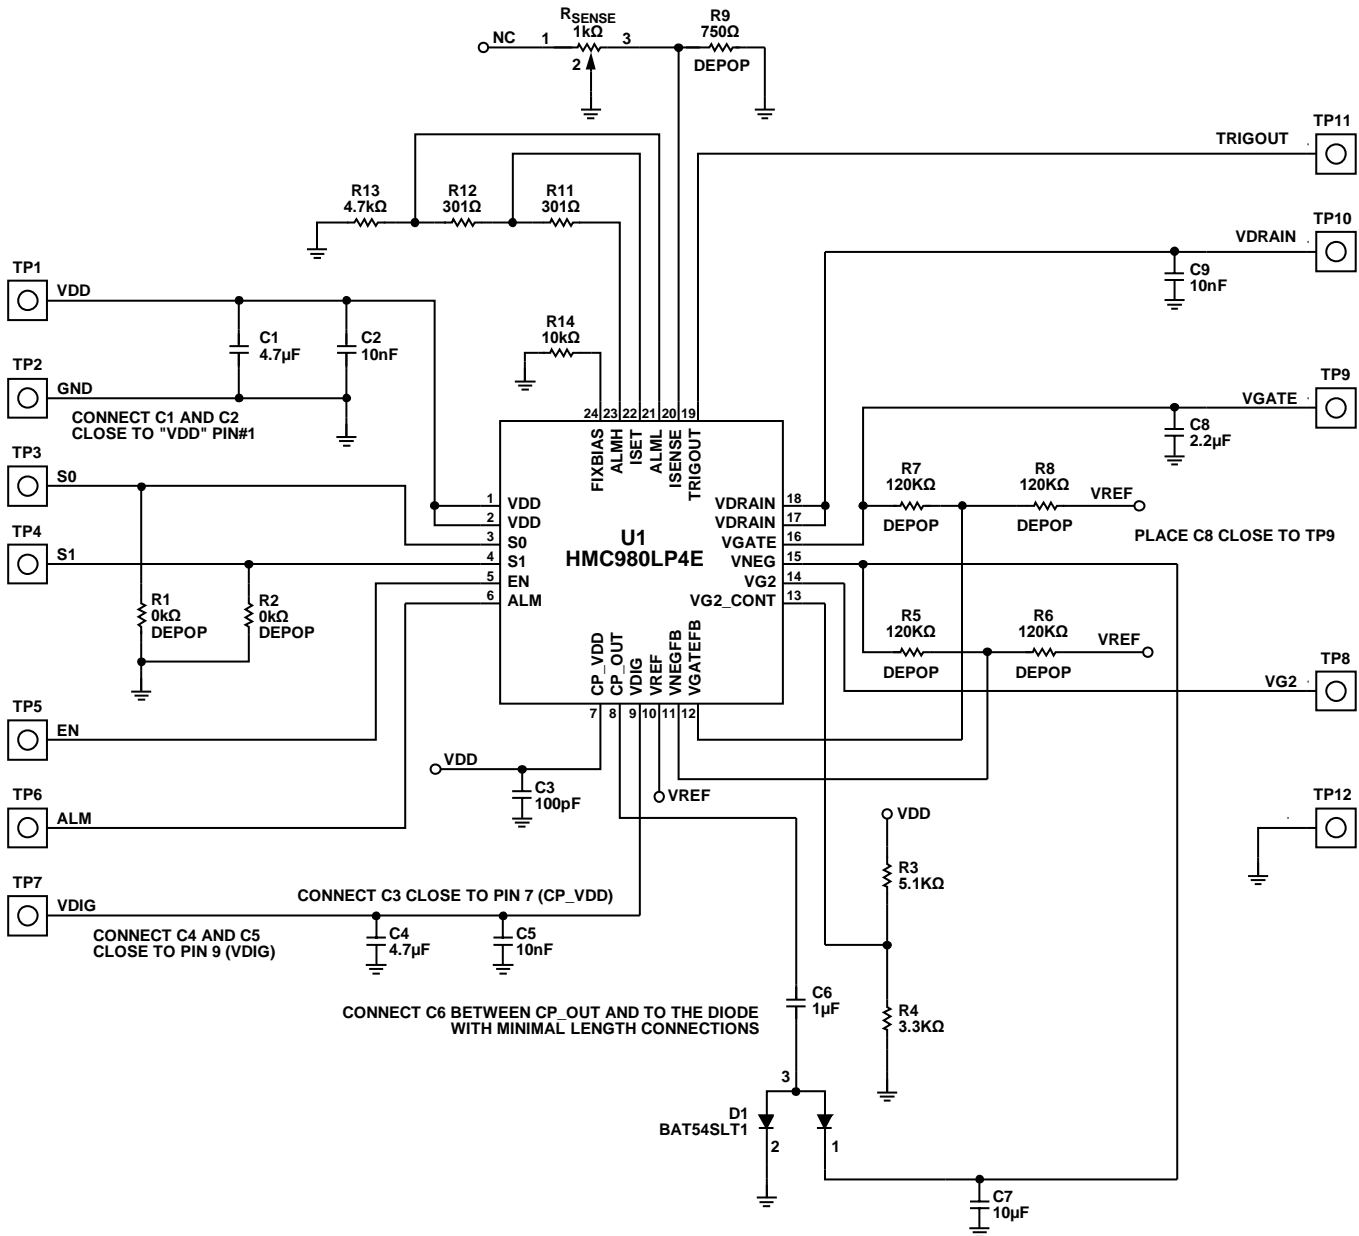 RSENSE
1kΩ
NC
1
3
2
R9
750Ω
DEPOP
TP11
TRIGOUT
R13
4.7kΩ
R12
301Ω
R11
301Ω
TP10
VDRAIN
C9
10nF
TP1
VDD
C1
4.7µF
C2
10nF
R14
10kΩ
TP2
GND
CONNECT C1 AND C2
CLOSE TO "VDD" PIN#1
TP9
VGATE
C8
2.2µF
24 23 22 21 20 19
FIXBIAS
ALMH
ISET
ALML
ISENSE
TRIGOUT
TP3
S0
TP4
S1
R7
120KΩ
DEPOP
R8
120KΩ
DEPOP
VREF
PLACE C8 CLOSE TO TP9
1 VDD
2 VDD
3 S0
4 S1
5 EN
6 ALM
U1
HMC980LP4E
VDRAIN 18
VDRAIN 17
VGATE 16
VNEG 15
VG2 14
VG2_CONT 13
R1
0kΩ
DEPOP
R2
0kΩ
DEPOP
R5
120KΩ
DEPOP
R6
120KΩ
DEPOP
VREF
CP_VDD
CP_OUT
VDIG
VREF
VNEGFB
VGATEFB
7 8 9 10 11 12
TP8
VG2
TP5
EN
VDD
C3
100pF
VREF
TP6
ALM
VDD
TP12
R3
5.1KΩ
TP7
VDIG
CONNECT C3 CLOSE TO PIN 7 (CP_VDD)
CONNECT C4 AND C5
CLOSE TO PIN 9 (VDIG)
C4
4.7µF
C5
10nF
C6
1µF
CONNECT C6 BETWEEN CP_OUT AND TO THE DIODE
WITH MINIMAL LENGTH CONNECTIONS
R4
3.3KΩ
3
D1
BAT54SLT1
2
1
C7
10µF